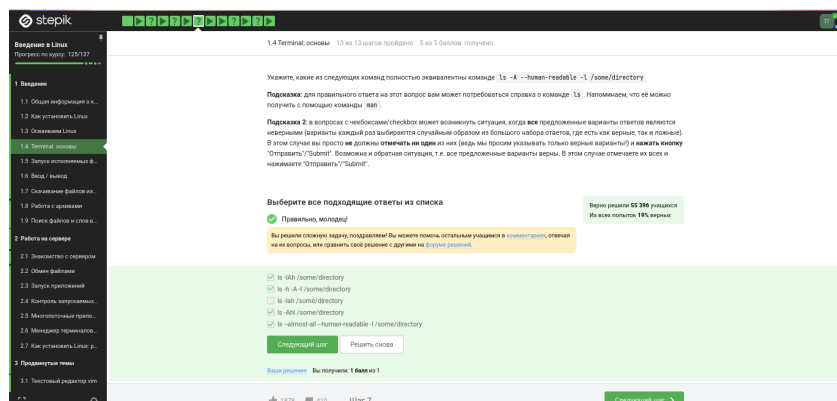 stepik
Введение в Linux
Прогресс по курсу: 125/137
1 Введение
1.1 Общая информация о к...
1.2 Как установить Linux
1.3 Осваиваем Linux
1.4 Terminal: основы
1.5 Запуск исполняемых ф...
1.6 Ввод / вывод
1.7 Скачивание файлов из...
1.8 Работа с архивами
1.9 Поиск файлов и слов в...
2 Работа на сервере
2.1 Знакомство с сервером
2.2 Обмен файлами
2.3 Запуск приложений
2.4 Контроль запускаемых...
2.5 Многопоточные прило...
2.6 Менеджер терминалов...
2.7 Как установить Linux: р...
3 Продвинутые темы
3.1 Текстовый редактор vim
1.4 Terminal: основы 13 из 13 шагов пройдено 5 из 5 баллов получено
Укажите, какие из следующих команд полностью эквивалентны команде ls -A --human-readable -l /some/directory
Подсказка: для правильного ответа на этот вопрос вам может потребоваться справка о команде ls . Напоминаем, что её можно
получить с помощью команды man .
Подсказка 2: в вопросах с чекбоксами/checkbox может возникнуть ситуация, когда все предложенные варианты ответов являются
неверными (варианты каждый раз выбираются случайным образом из большого набора ответов, где есть как верные, так и ложные).
В этом случае вы просто не должны отмечать ни один из них (ведь мы просим указывать только верные варианты!) и нажать кнопку
"Отправить"/"Submit". Возможна и обратная ситуация, т.е. все предложенные варианты верны. В этом случае отмечаете их всех и
нажимаете "Отправить"/"Submit".
Выберите все подходящие ответы из списка
Правильно, молодец!
Верно решили 55 396 учащихся
Из всех попыток 19% верных
Вы решили сложную задачу, поздравляем! Вы можете помочь остальным учащимся в комментариях, отвечая
на их вопросы, или сравнить своё решение с другими на форуме решений.
ls -lAh /some/directory
ls -h -A -l /some/directory
ls -lah /some/directory
ls -Ahl /some/directory
ls --almost-all --human-readable -l /some/directory
Следующий шаг Решить снова
Ваши решения Вы получили: 1 балл из 1
Шаг 7
Следующий шаг